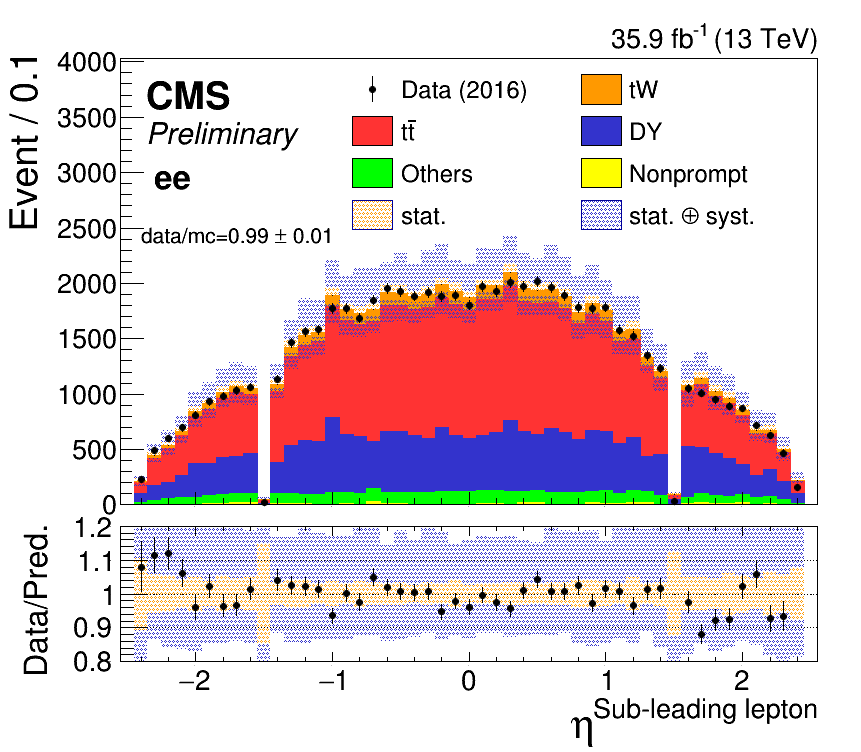 35.9 fb⁻¹ (13 TeV)
Event / 0.1
4000
3500
3000
2500
2000
1500
1000
500
0
CMS
Preliminary
ee
data/mc=0.99 ± 0.01
Data (2016)
tW
tt̄
DY
Others
Nonprompt
stat.
stat. ⊕ syst.
Data/Pred.
1.2
1.1
1
0.9
0.8
−2 −1 0 1 2
η Sub-leading lepton